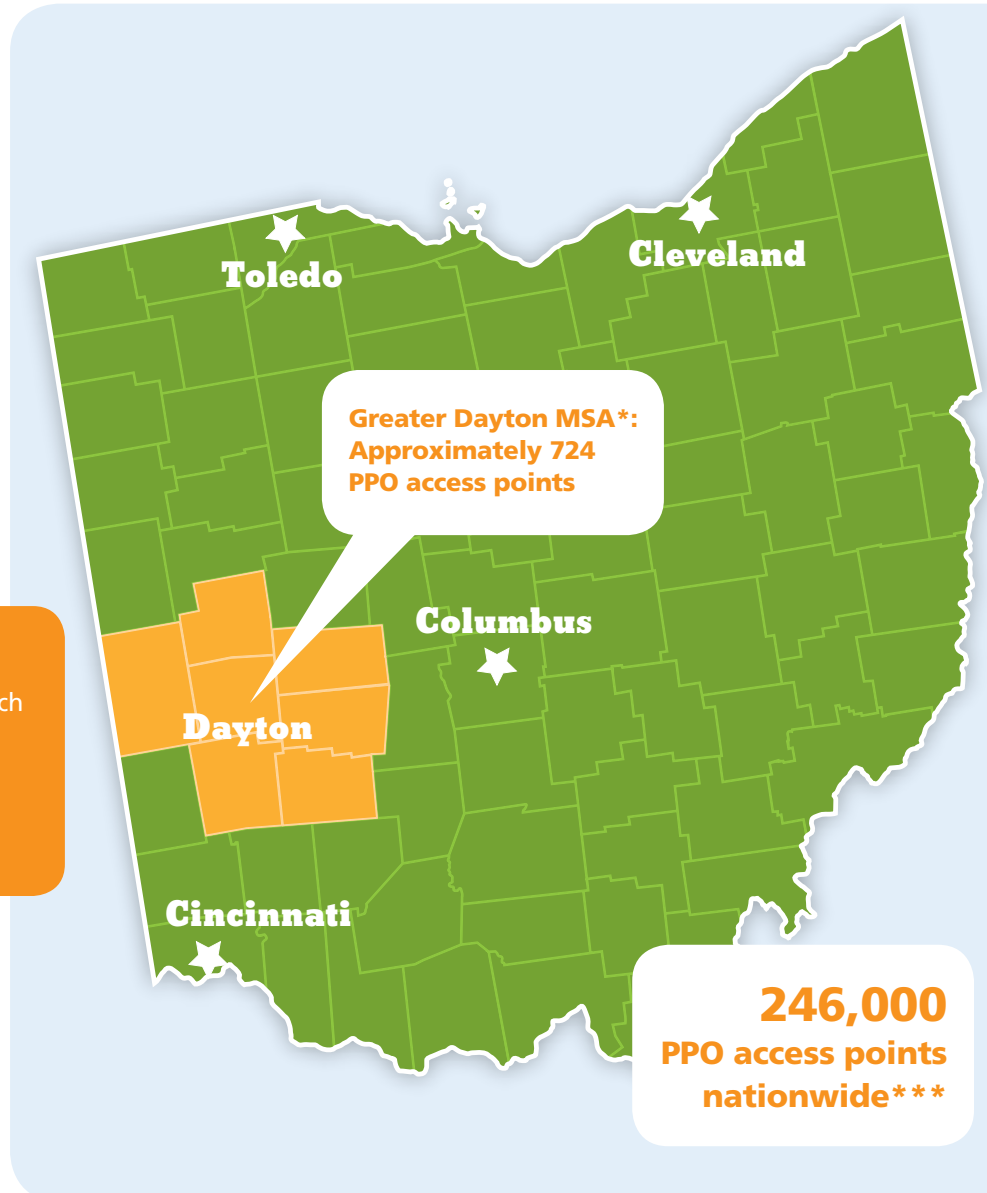 Toledo
Cleveland
Greater Dayton MSA*:
Approximately 724
PPO access points
Columbus
ch
Dayton
Cincinnati
246,000
PPO access points
nationwide***